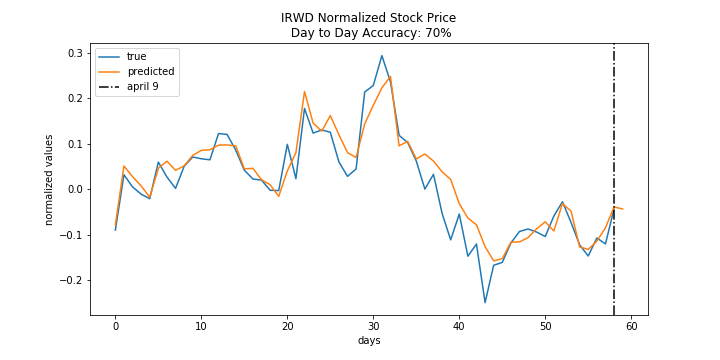 IRWD Normalized Stock Price
Day to Day Accuracy: 70%
true
predicted
april 9
normalized values
0.3
0.2
0.1
0.0
−0.1
−0.2
0
10
20
30
40
50
60
days